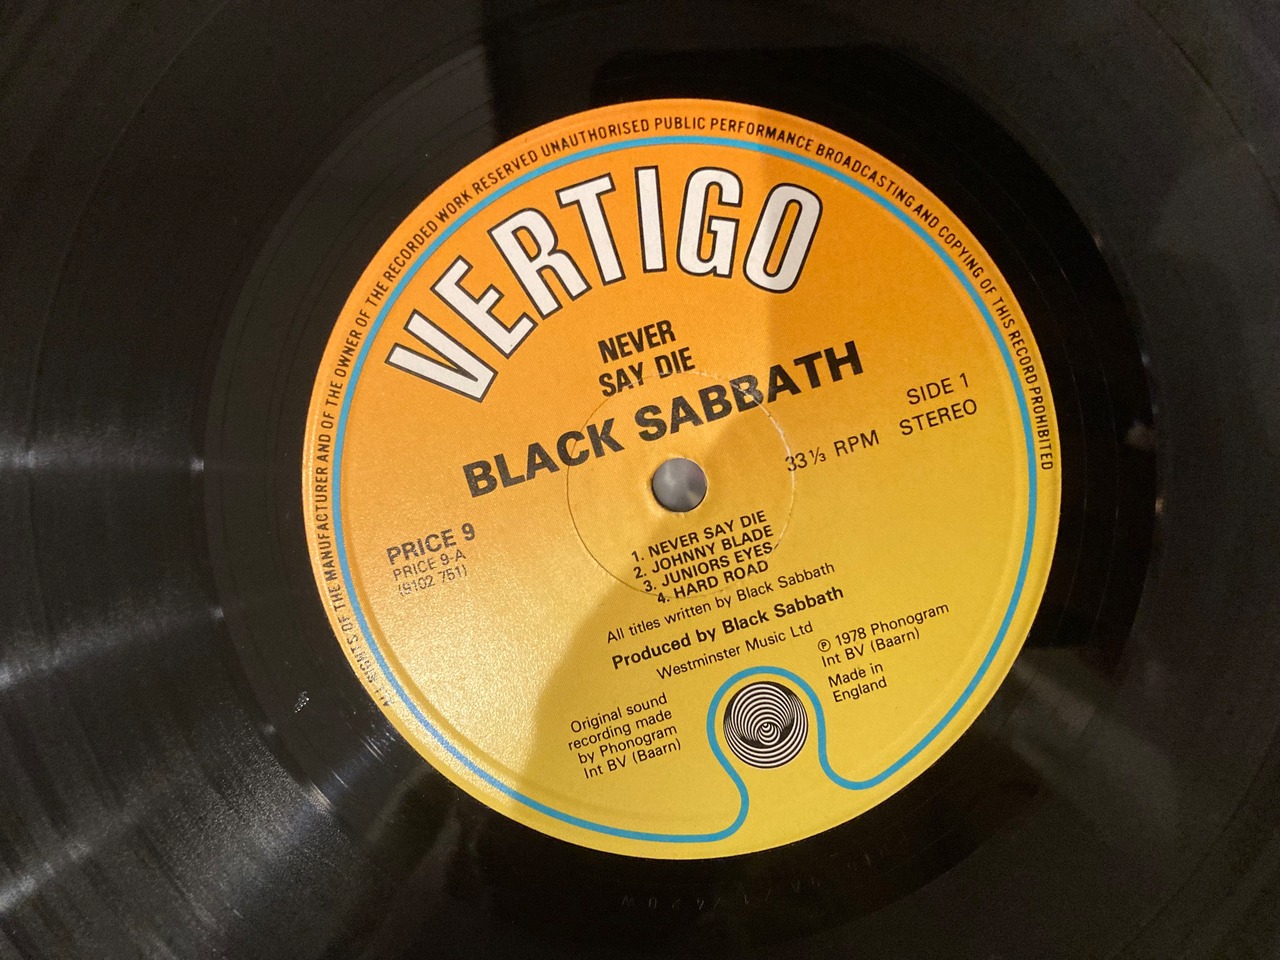 ALL RIGHTS OF THE MANUFACTURER AND OF THE OWNER OF THE RECORDED WORK RESERVED UNAUTHORISED PUBLIC PERFORMANCE BROADCASTING AND COPYING OF THIS RECORD PROHIBITED
VERTIGO
NEVER
SAY DIE
BLACK SABBATH
SIDE 1
33⅓ RPM STEREO
PRICE 9
PRICE 9-A
(9102 751)
1. NEVER SAY DIE
2. JOHNNY BLADE
3. JUNIORS EYES
4. HARD ROAD
All titles written by Black Sabbath
Produced by Black Sabbath
Westminster Music Ltd
℗ 1978 Phonogram
Int BV (Baarn)
Made in
England
Original sound
recording made
by Phonogram
Int BV (Baarn)